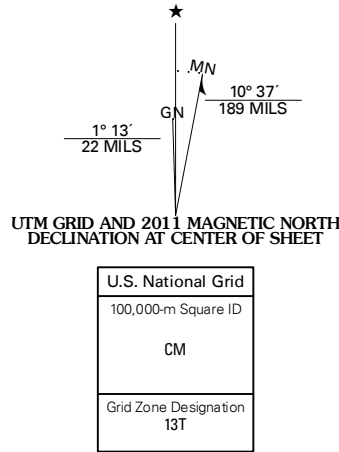 ★
MN
10° 37´
189 MILS
GN
1° 13´
22 MILS
UTM GRID AND 2011 MAGNETIC NORTH
DECLINATION AT CENTER OF SHEET
U.S. National Grid
100,000-m Square ID
CM
Grid Zone Designation
13T